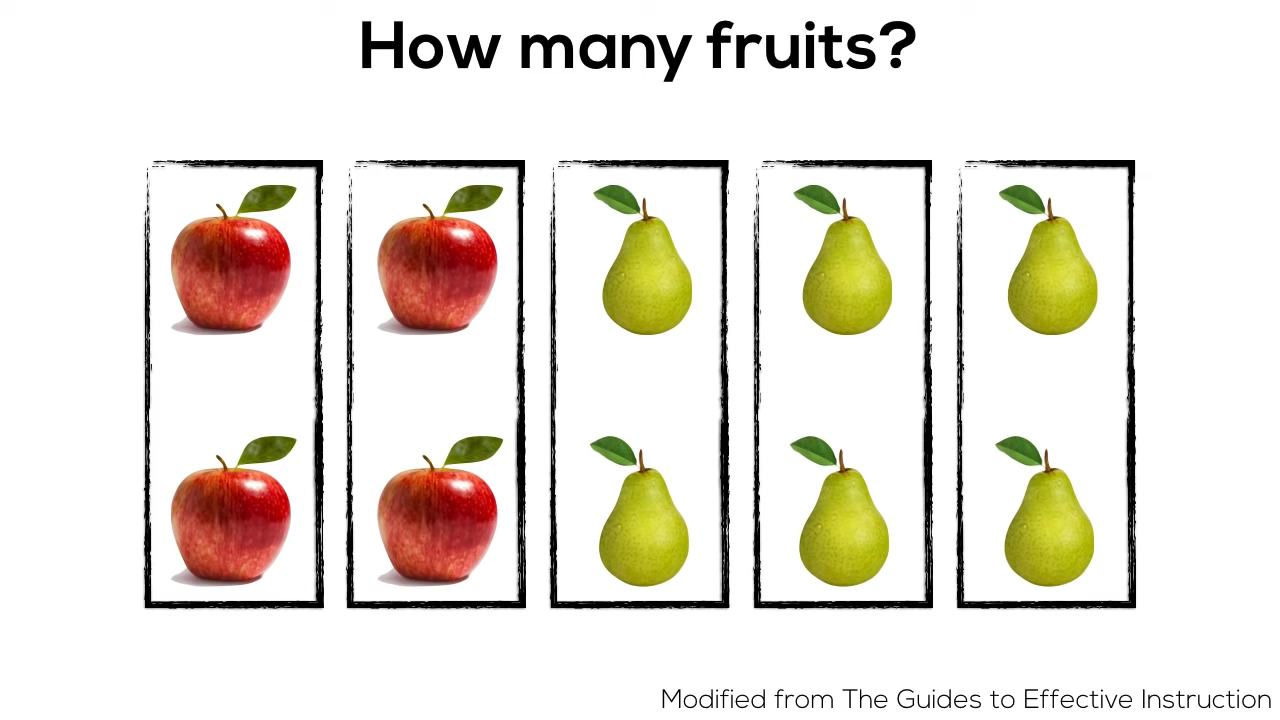 How many fruits?
Modified from The Guides to Effective Instruction